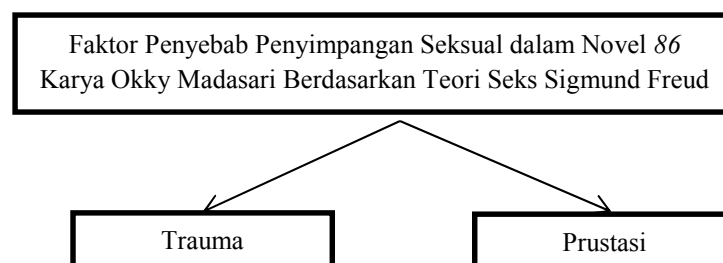 Faktor Penyebab Penyimpangan Seksual dalam Novel 86
Karya Okky Madasari Berdasarkan Teori Seks Sigmund Freud
Trauma
Prustasi